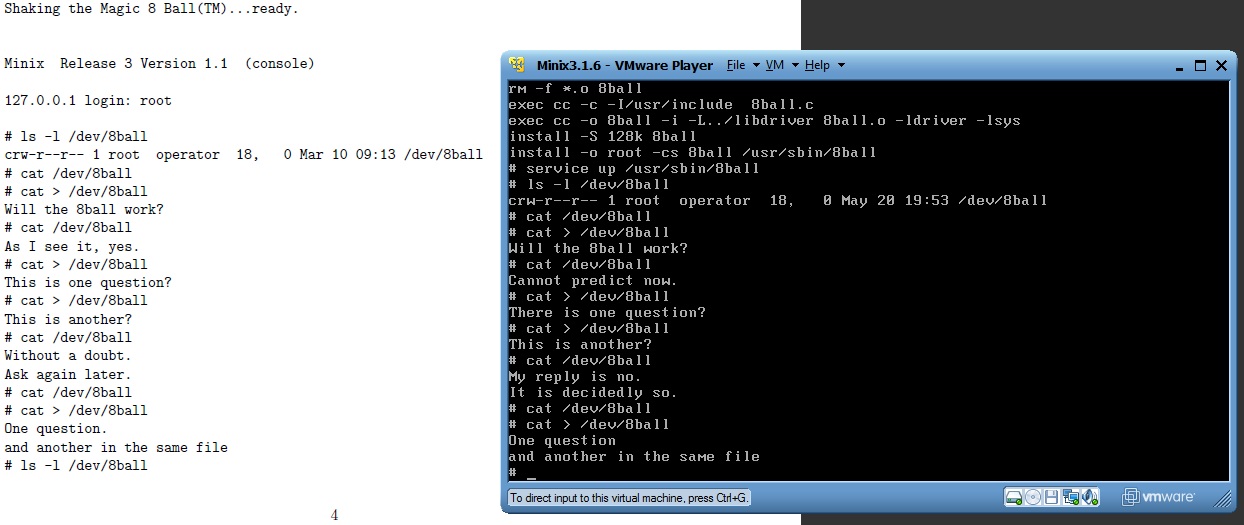 Shaking the Magic 8 Ball(TM)...ready.
Minix  Release 3 Version 1.1  (console)
127.0.0.1 login: root
# ls -l /dev/8ball
crw-r--r-- 1 root  operator  18,   0 Mar 10 09:13 /dev/8ball
# cat /dev/8ball
# cat > /dev/8ball
Will the 8ball work?
# cat /dev/8ball
As I see it, yes.
# cat > /dev/8ball
This is one question?
# cat > /dev/8ball
This is another?
# cat /dev/8ball
Without a doubt.
Ask again later.
# cat /dev/8ball
# cat > /dev/8ball
One question.
and another in the same file
# ls -l /dev/8ball
4
Minix3.1.6 - VMware Player File VM Help
rm -f *.o 8ball
exec cc -c -I/usr/include  8ball.c
exec cc -o 8ball -i -L../libdriver 8ball.o -ldriver -lsys
install -S 128k 8ball
install -o root -cs 8ball /usr/sbin/8ball
# service up /usr/sbin/8ball
# ls -l /dev/8ball
crw-r--r-- 1 root  operator  18,   0 May 20 19:53 /dev/8ball
# cat /dev/8ball
# cat > /dev/8ball
Will the 8ball work?
# cat /dev/8ball
Cannot predict now.
# cat > /dev/8ball
There is one question?
# cat > /dev/8ball
This is another?
# cat /dev/8ball
My reply is no.
It is decidedly so.
# cat /dev/8ball
# cat > /dev/8ball
One question
and another in the same file
# _
To direct input to this virtual machine, press Ctrl+G.
vmware